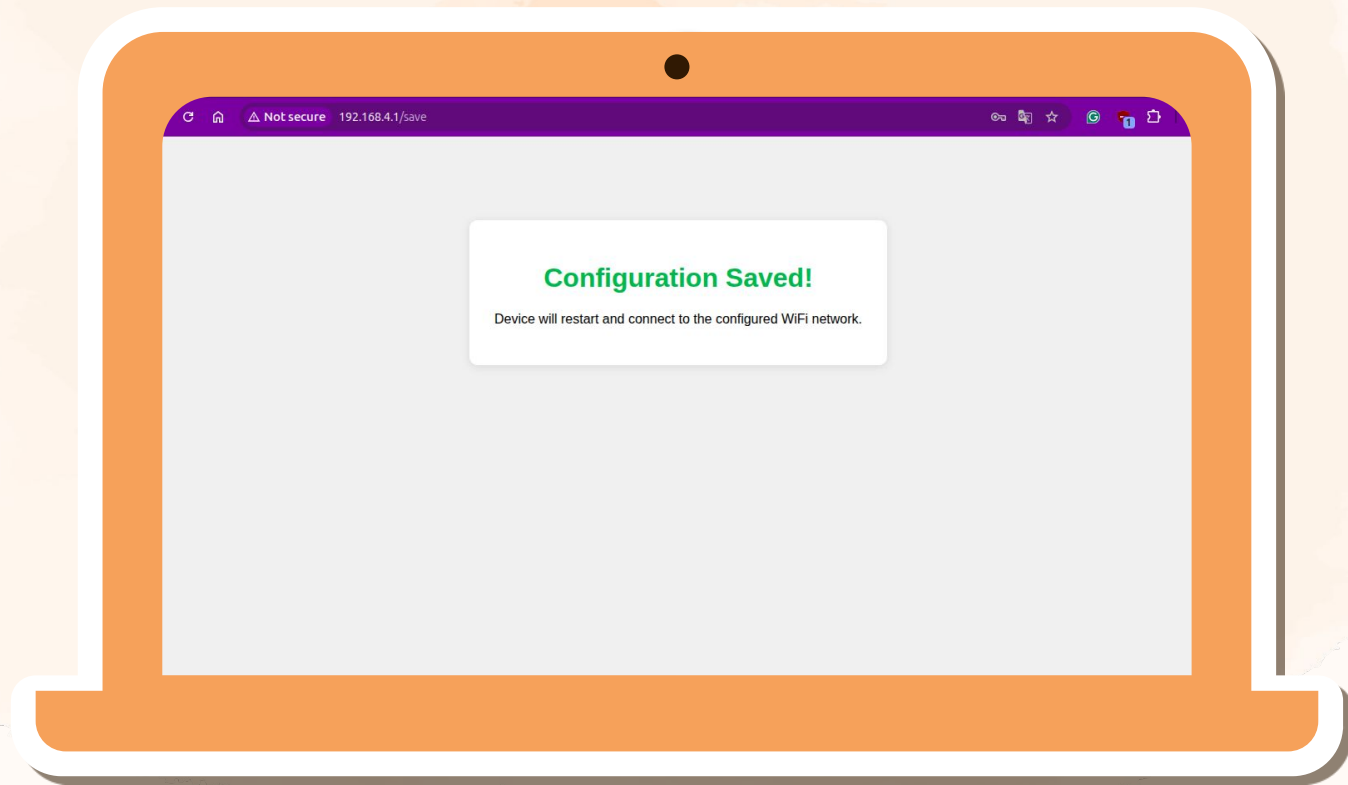 Not secure 192.168.4.1/save
1
Configuration Saved!
Device will restart and connect to the configured WiFi network.